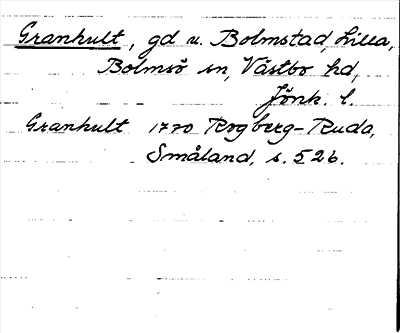 Granhult, gd u. Bolmstad, Lilla,
Bolmsö sn, Västbo hd,
Jönk. l.
Granhult 1770 Rogberg-Ruda,
Småland, s. 526.